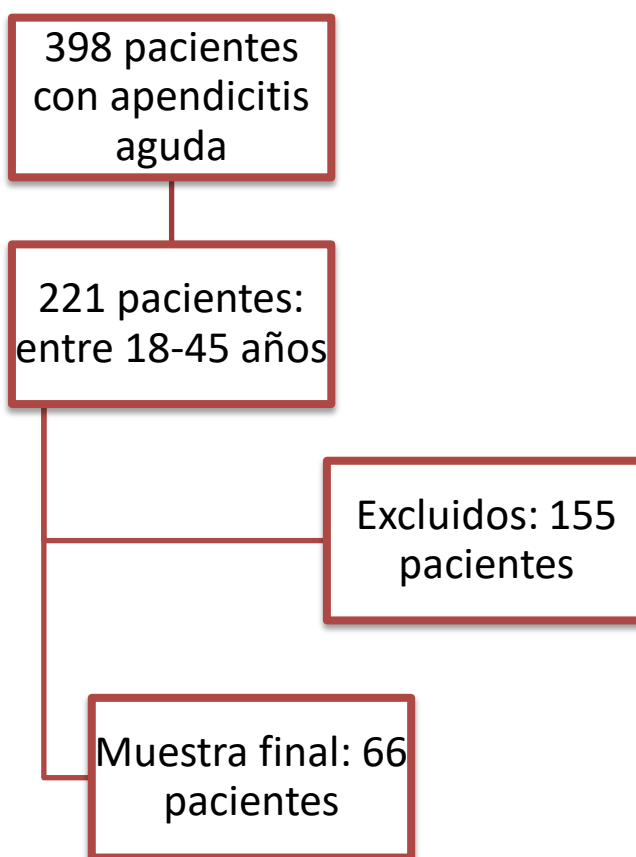 398 pacientes
con apendicitis
aguda
221 pacientes:
entre 18-45 años
Excluidos: 155
pacientes
Muestra final: 66
pacientes